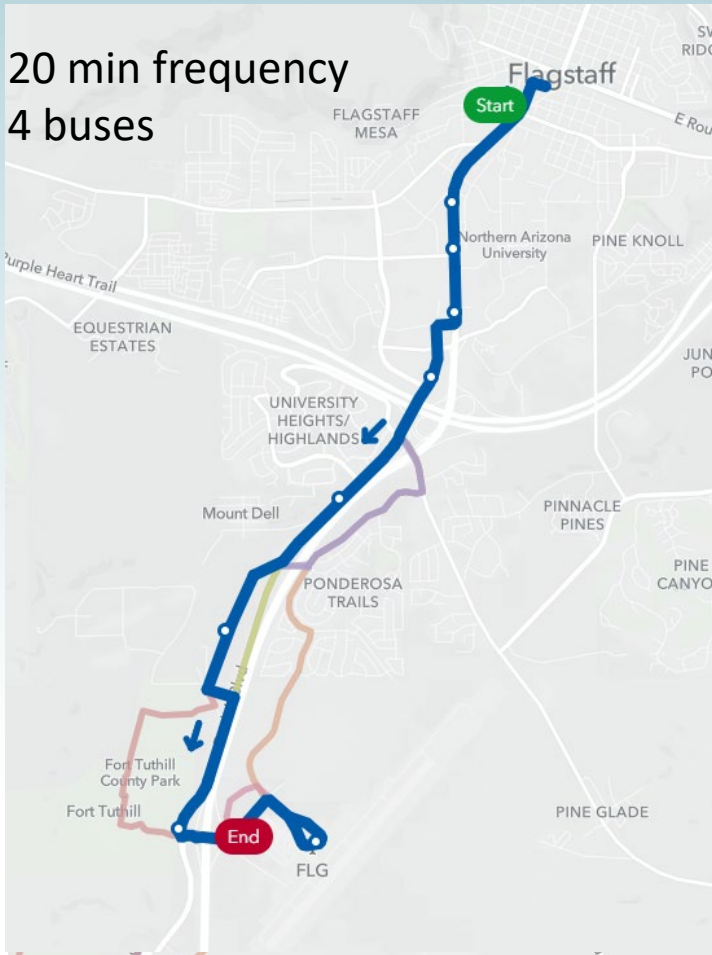 20 min frequency
4 buses
Flagstaff
Start
FLAGSTAFF
MESA
E Rou
Northern Arizona
University
PINE KNOLL
Purple Heart Trail
EQUESTRIAN
ESTATES
UNIVERSITY
HEIGHTS/
HIGHLANDS
Mount Dell
PINNACLE
PINES
PINE
CANYO
PONDEROSA
TRAILS
Fort Tuthill
County Park
Fort Tuthill
End
FLG
PINE GLADE